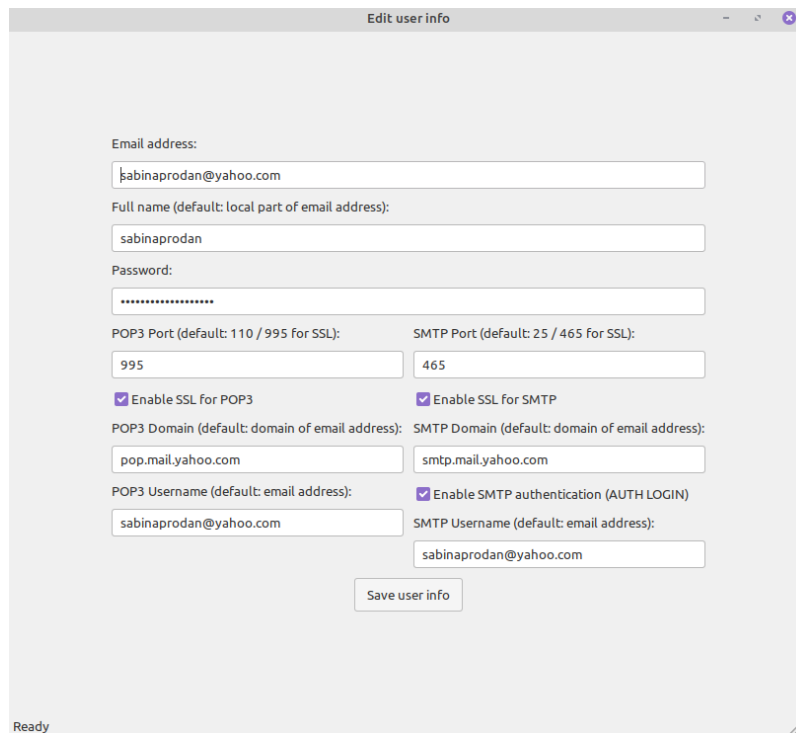 Edit user info
Email address:
sabinaprodan@yahoo.com
Full name (default: local part of email address):
sabinaprodan
Password:
•••••••••••••••••••
POP3 Port (default: 110 / 995 for SSL): SMTP Port (default: 25 / 465 for SSL):
995 465
Enable SSL for POP3 Enable SSL for SMTP
POP3 Domain (default: domain of email address): SMTP Domain (default: domain of email address):
pop.mail.yahoo.com smtp.mail.yahoo.com
POP3 Username (default: email address): Enable SMTP authentication (AUTH LOGIN)
sabinaprodan@yahoo.com SMTP Username (default: email address):
sabinaprodan@yahoo.com
Save user info
Ready